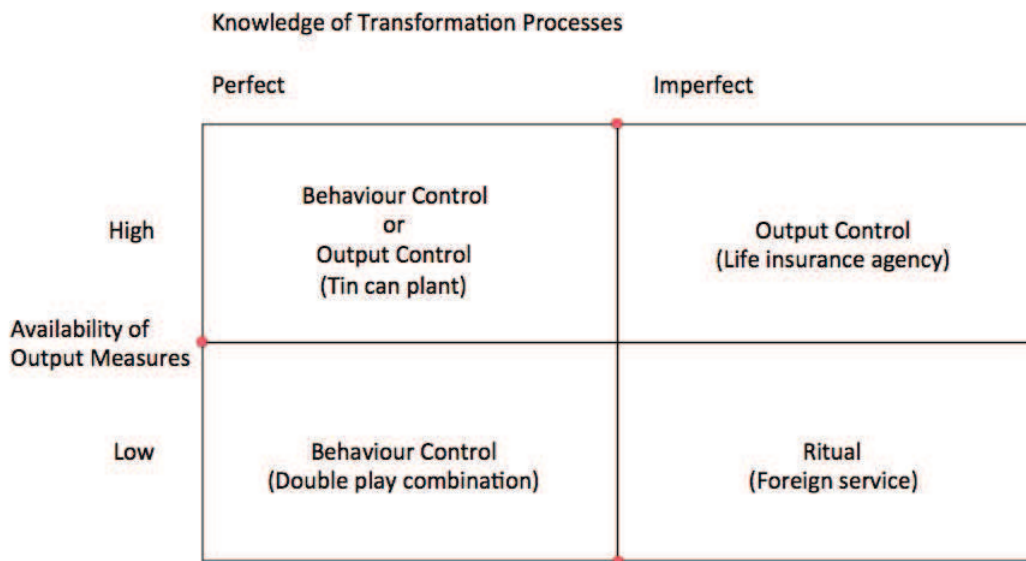 Knowledge of Transformation Processes
Perfect
Imperfect
High
Behaviour Control
or
Output Control
(Tin can plant)
Output Control
(Life insurance agency)
Availability of
Output Measures
Low
Behaviour Control
(Double play combination)
Ritual
(Foreign service)